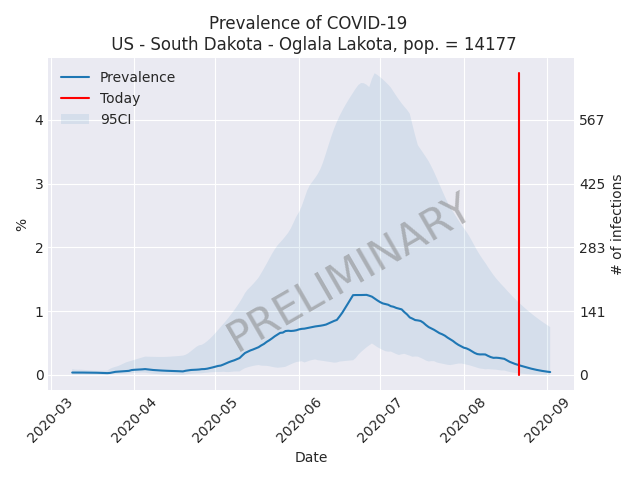 Prevalence of COVID-19
US - South Dakota - Oglala Lakota, pop. = 14177
Prevalence
Today
95CI
4
3
2
1
0
%
567
425
283
141
0
# of infections
PRELIMINARY
2020-03
2020-04
2020-05
2020-06
2020-07
2020-08
2020-09
Date